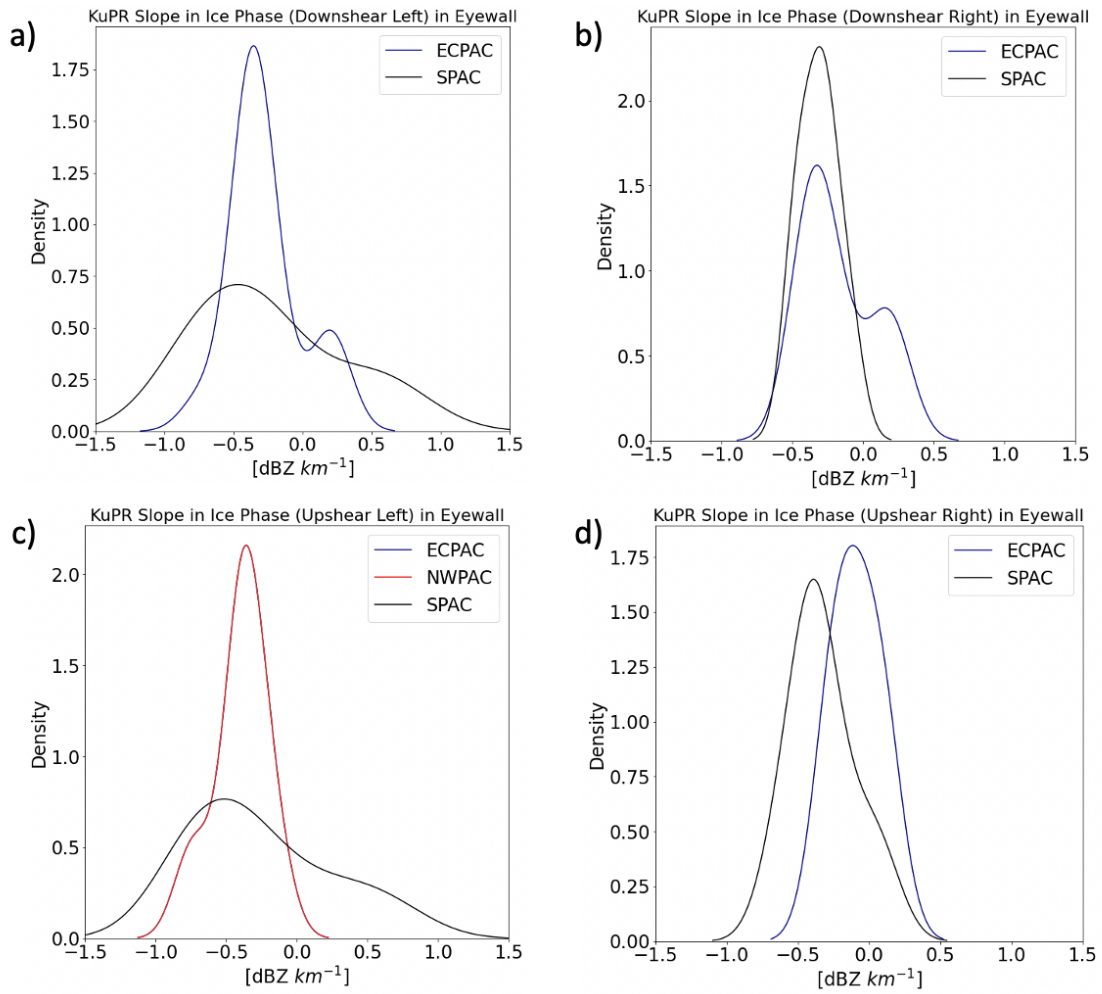 a)
KuPR Slope in Ice Phase (Downshear Left) in Eyewall
ECPAC
SPAC
Density
1.75
1.50
1.25
1.00
0.75
0.50
0.25
0.00
−1.5 −1.0 −0.5 0.0 0.5 1.0 1.5
[dBZ km⁻¹]
b)
KuPR Slope in Ice Phase (Downshear Right) in Eyewall
ECPAC
SPAC
Density
2.0
1.5
1.0
0.5
0.0
−1.5 −1.0 −0.5 0.0 0.5 1.0 1.5
[dBZ km⁻¹]
c)
KuPR Slope in Ice Phase (Upshear Left) in Eyewall
ECPAC
NWPAC
SPAC
Density
2.0
1.5
1.0
0.5
0.0
−1.5 −1.0 −0.5 0.0 0.5 1.0 1.5
[dBZ km⁻¹]
d)
KuPR Slope in Ice Phase (Upshear Right) in Eyewall
ECPAC
SPAC
Density
1.75
1.50
1.25
1.00
0.75
0.50
0.25
0.00
−1.5 −1.0 −0.5 0.0 0.5 1.0 1.5
[dBZ km⁻¹]